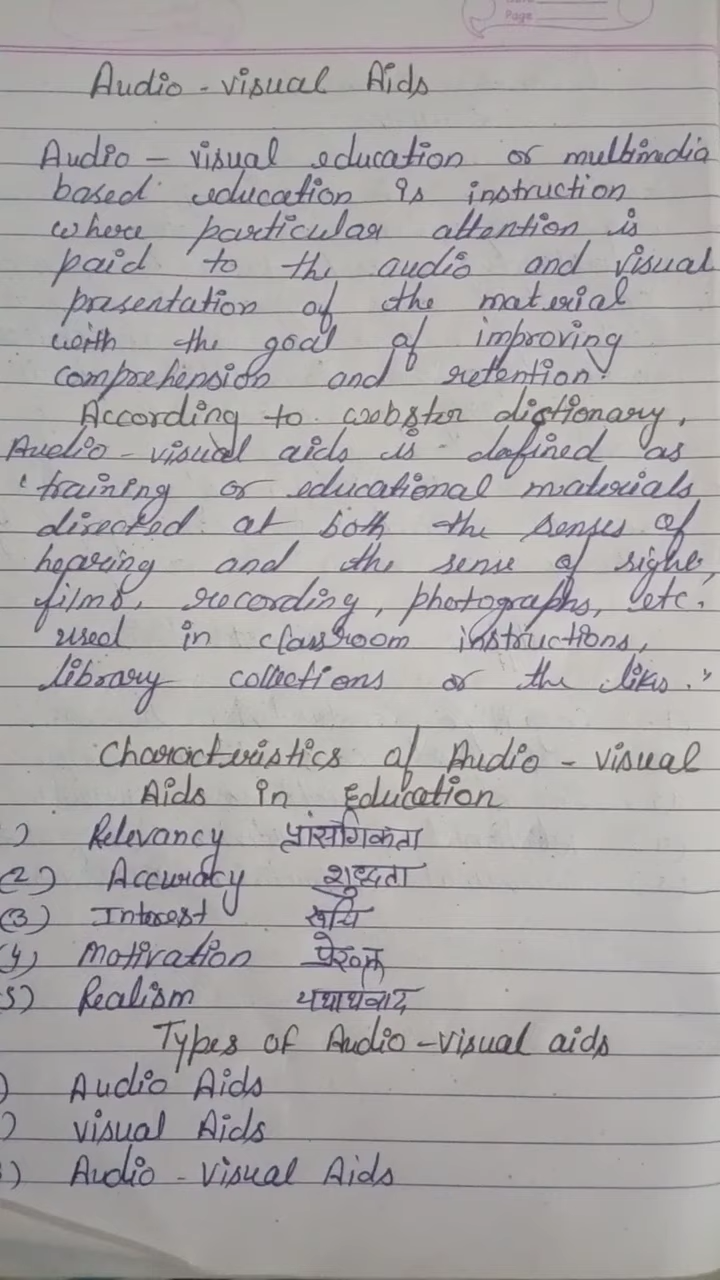 Page
Audio - visual Aids
Audio - visual education or multimedia
based education is instruction
where particular attention is
paid to the audio and visual
presentation of the material
with the goal of improving
comprehension and retention.
According to webster dictionary,
Audio - visual aids is defined as
'training or educational materials
directed at both the senses of
hearing and the sense of sight,
films, recording, photographs, etc.
used in classroom instructions,
library collections or the likes.”
Characteristics of Audio - visual
Aids in Education
) Relevancy प्रासंगिकता
(2) Accuracy शुद्धता
(3) Interest रूचि
(4) Motivation
5) Realism यथार्थवाद
Types of Audio - visual aids
) Audio Aids
) visual Aids
) Audio - visual Aids